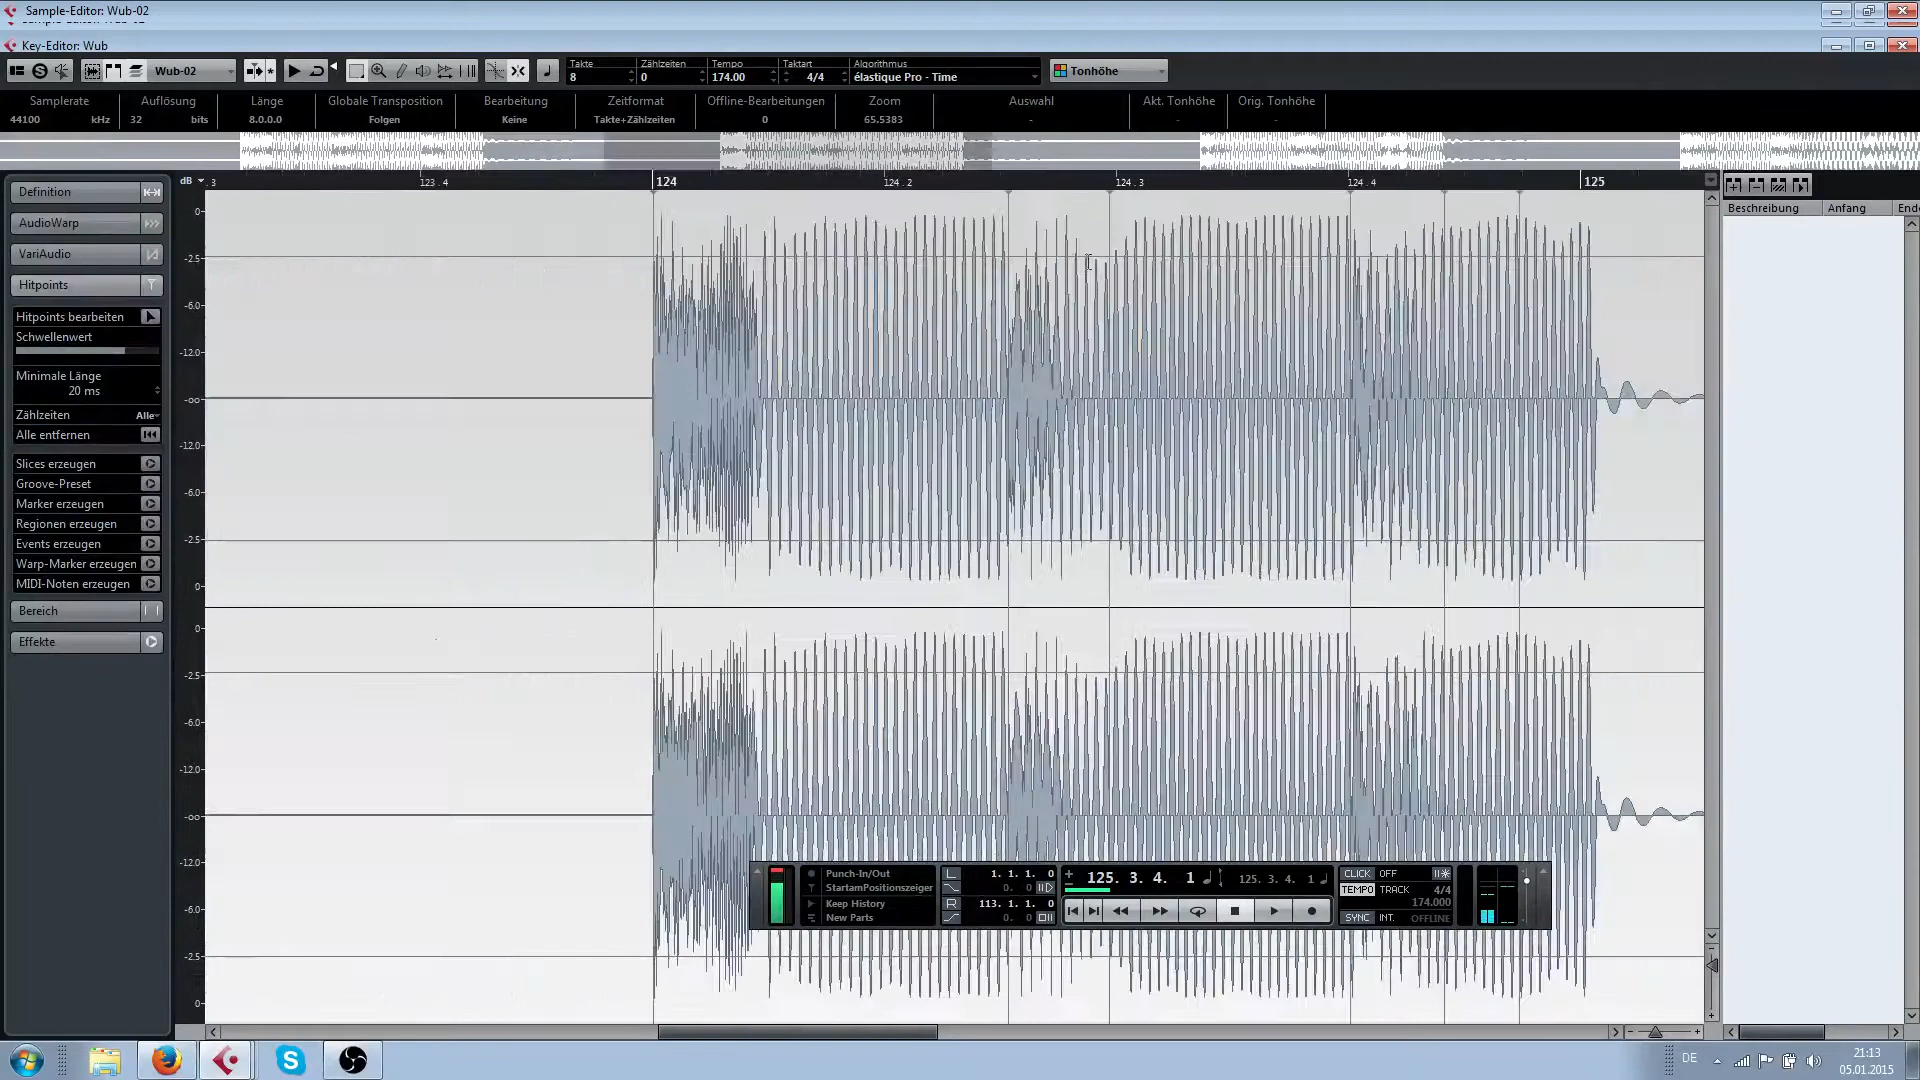 Sample-Editor: Wub-02
Key-Editor: Wub
Wub-02
Takte
8
Zählzeiten
0
Tempo
174.00
Taktart
4/4
Algorithmus
élastique Pro - Time
Tonhöhe
Samplerate
44100 kHz
Auflösung
32 bits
Länge
8.0.0.0
Globale Transposition
Folgen
Bearbeitung
Keine
Zeitformat
Takte+Zählzeiten
Offline-Bearbeitungen
0
Zoom
65.5383
Auswahl
-
Akt. Tonhöhe
-
Orig. Tonhöhe
-
dB .3 123.4 124 124.2 124.3 124.4 125
Beschreibung Anfang Ende
Definition
AudioWarp
VariAudio
Hitpoints
Hitpoints bearbeiten
Schwellenwert
Minimale Länge
20 ms
Zählzeiten Alle
Alle entfernen
Slices erzeugen
Groove-Preset
Marker erzeugen
Regionen erzeugen
Events erzeugen
Warp-Marker erzeugen
MIDI-Noten erzeugen
Bereich
Effekte
0
-2.5
-6.0
-12.0
-oo
-12.0
-6.0
-2.5
0
0
-2.5
-6.0
-12.0
-oo
-12.0
-6.0
-2.5
0
Punch-In/Out
StartamPositionszeiger
Keep History
New Parts
L 1. 1. 1. 0
0. 0
R 113. 1. 1. 0
0. 0
125. 3. 4. 1
125. 3. 4. 1
CLICK OFF
TEMPO TRACK 4/4
174.000
SYNC INT. OFFLINE
DE
21:13
05.01.2015